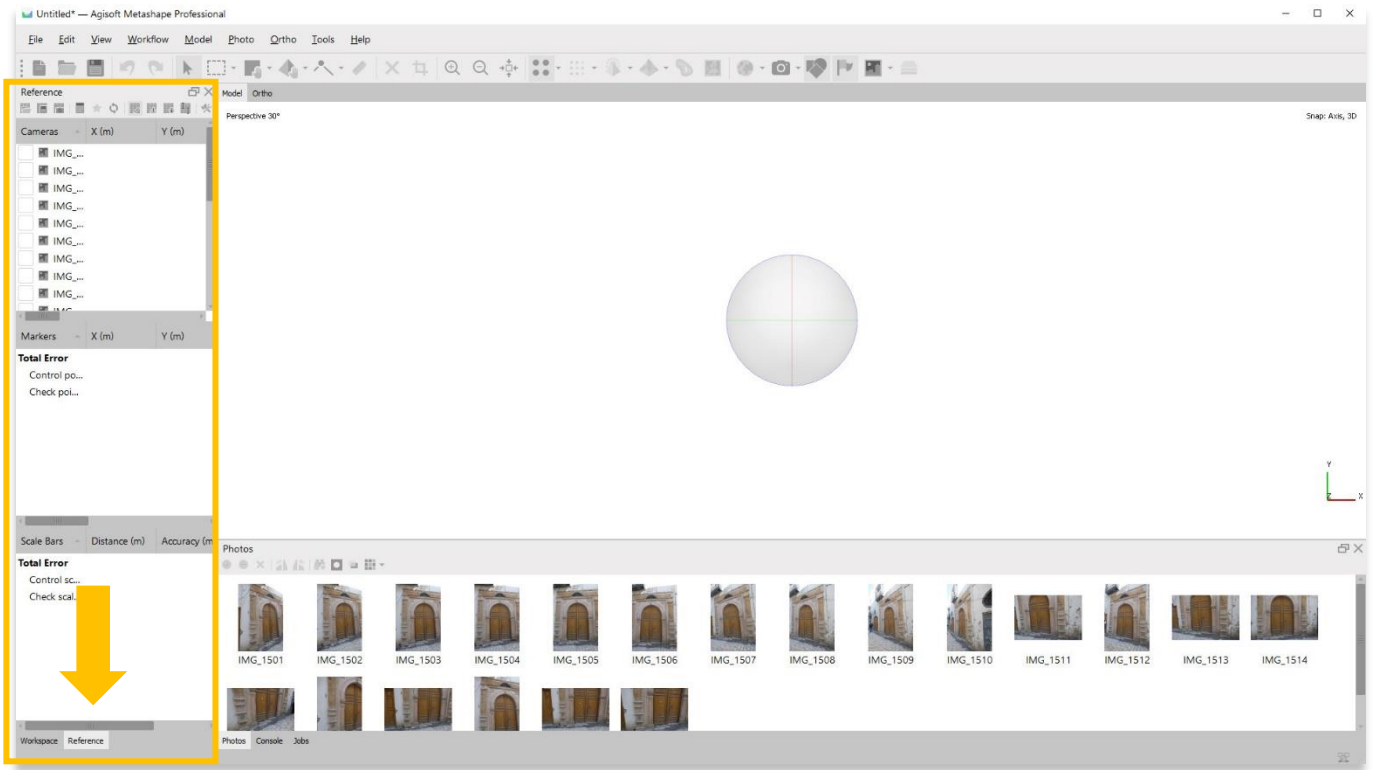 Untitled* — Agisoft Metashape Professional
File Edit View Workflow Model Photo Ortho Tools Help
Reference
Model Ortho
Perspective 30°
Snap: Axis, 3D
Cameras X (m) Y (m)
IMG_...
IMG_...
IMG_...
IMG_...
IMG_...
IMG_...
IMG_...
IMG_...
IMG_...
Markers X (m) Y (m)
Total Error
Control po...
Check poi...
Y
Z X
Scale Bars Distance (m) Accuracy (m
Total Error
Control sc...
Check scal...
Photos
IMG_1501 IMG_1502 IMG_1503 IMG_1504 IMG_1505 IMG_1506 IMG_1507 IMG_1508 IMG_1509 IMG_1510 IMG_1511 IMG_1512 IMG_1513 IMG_1514
Workspace Reference
Photos Console Jobs